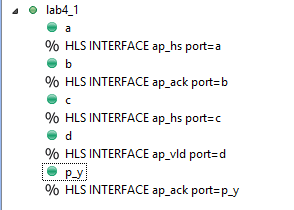 lab4_1
a
% HLS INTERFACE ap_hs port=a
b
% HLS INTERFACE ap_ack port=b
c
% HLS INTERFACE ap_hs port=c
d
% HLS INTERFACE ap_vld port=d
p_y
% HLS INTERFACE ap_ack port=p_y